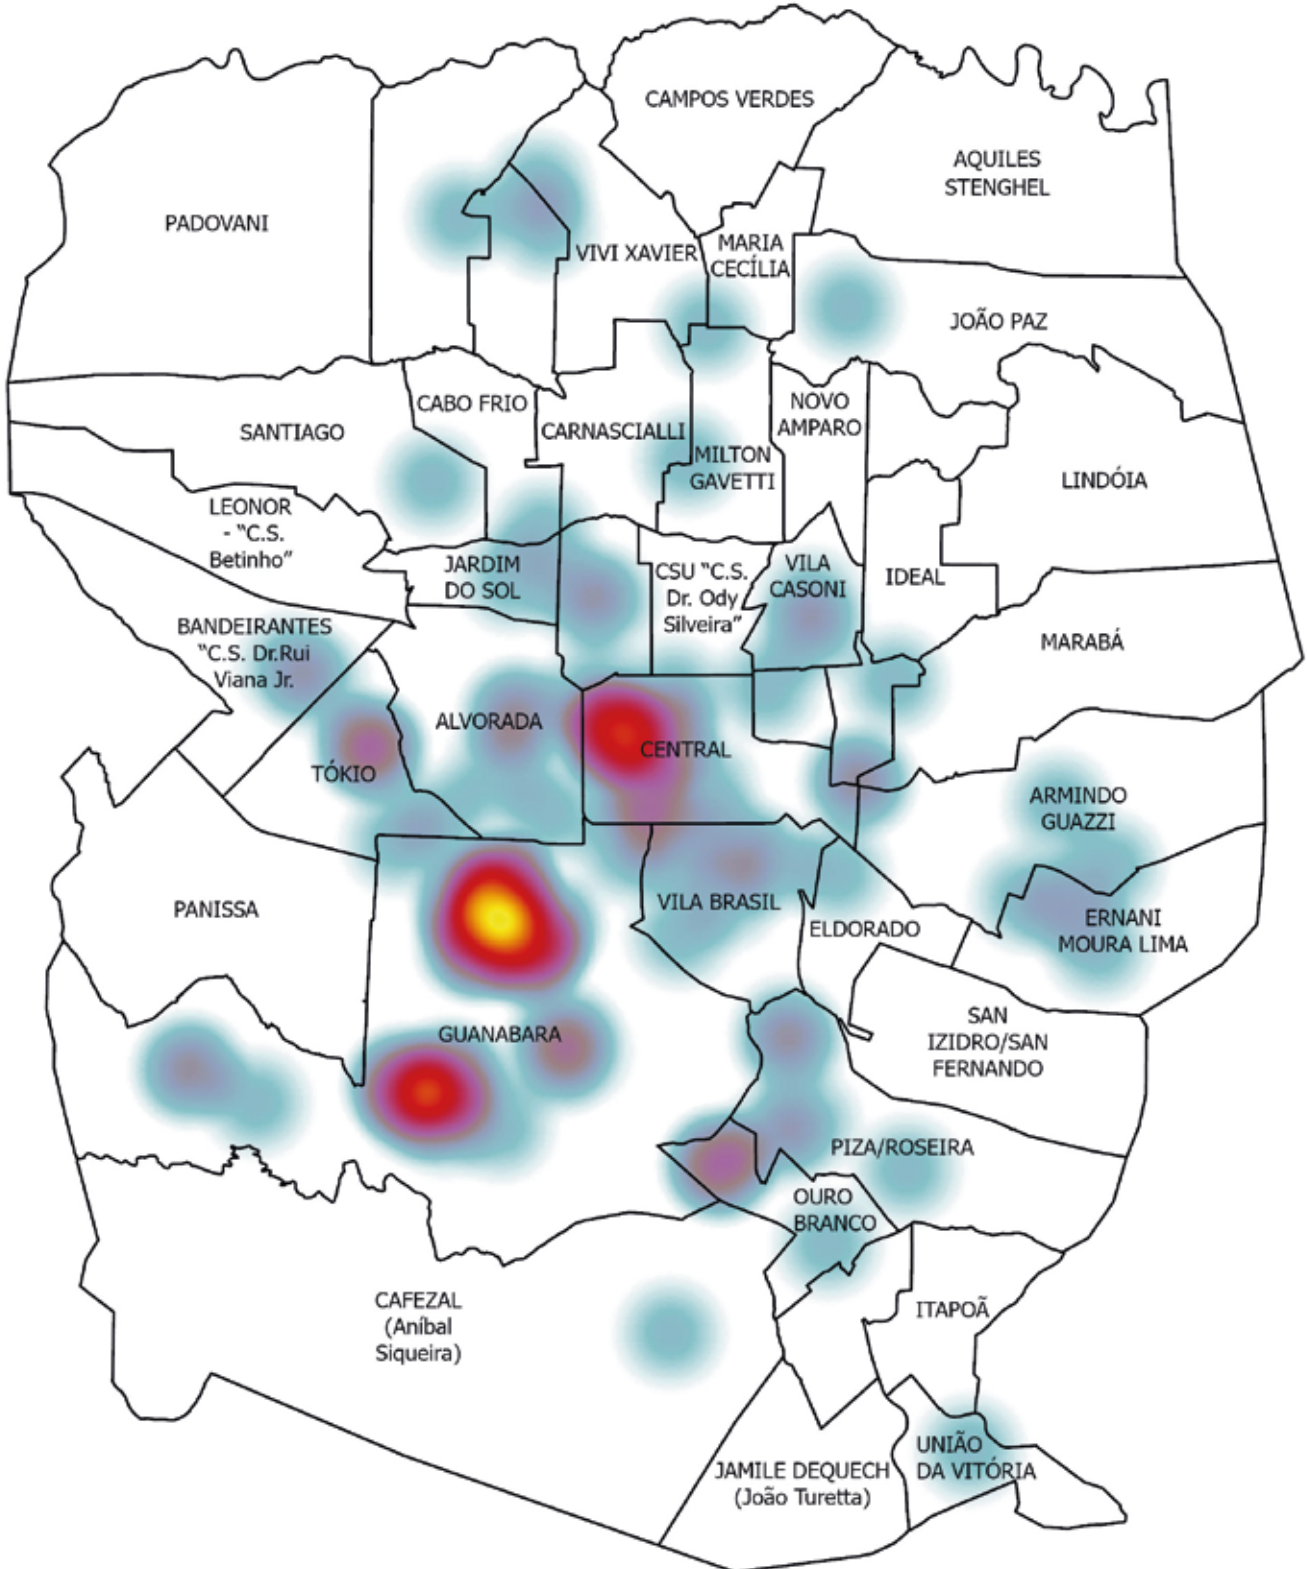 CAMPOS VERDES
AQUILES
STENGHEL
PADOVANI
VIVI XAVIER
MARIA
CECÍLIA
JOÃO PAZ
CABO FRIO
SANTIAGO
CARNASCIALLI
NOVO
AMPARO
MILTON
GAVETTI
LINDÓIA
LEONOR
- "C.S.
Betinho"
JARDIM
DO SOL
CSU "C.S.
Dr. Ody
Silveira"
VILA
CASONI
IDEAL
BANDEIRANTES
"C.S. Dr.Rui
Viana Jr.
MARABÁ
ALVORADA
CENTRAL
TÓKIO
ARMINDO
GUAZZI
PANISSA
VILA BRASIL
ELDORADO
ERNANI
MOURA LIMA
GUANABARA
SAN
IZIDRO/SAN
FERNANDO
PIZA/ROSEIRA
OURO
BRANCO
CAFEZAL
(Aníbal
Siqueira)
ITAPOÃ
UNIÃO
DA VITÓRIA
JAMILE DEQUECH
(João Turetta)